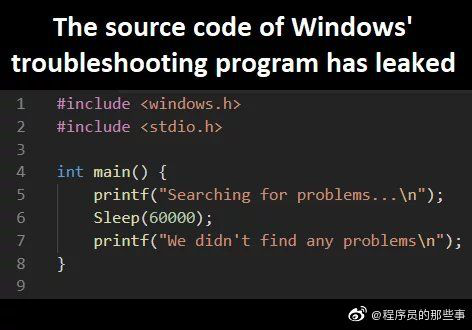 The source code of Windows'
troubleshooting program has leaked
1 #include <windows.h>
2 #include <stdio.h>
3
4 int main() {
5     printf("Searching for problems...\n");
6     Sleep(60000);
7     printf("We didn't find any problems\n");
8 }
9
@程序员的那些事